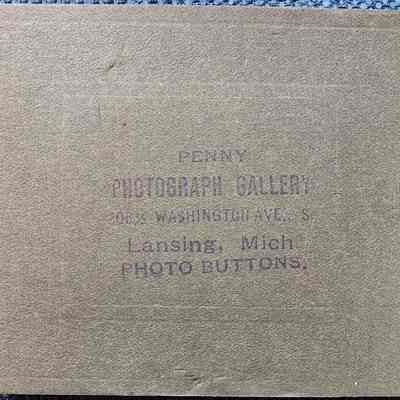 PENNY
PHOTOGRAPH GALLERY
WASHINGTON AVE., S.
Lansing, Mich
PHOTO BUTTONS.